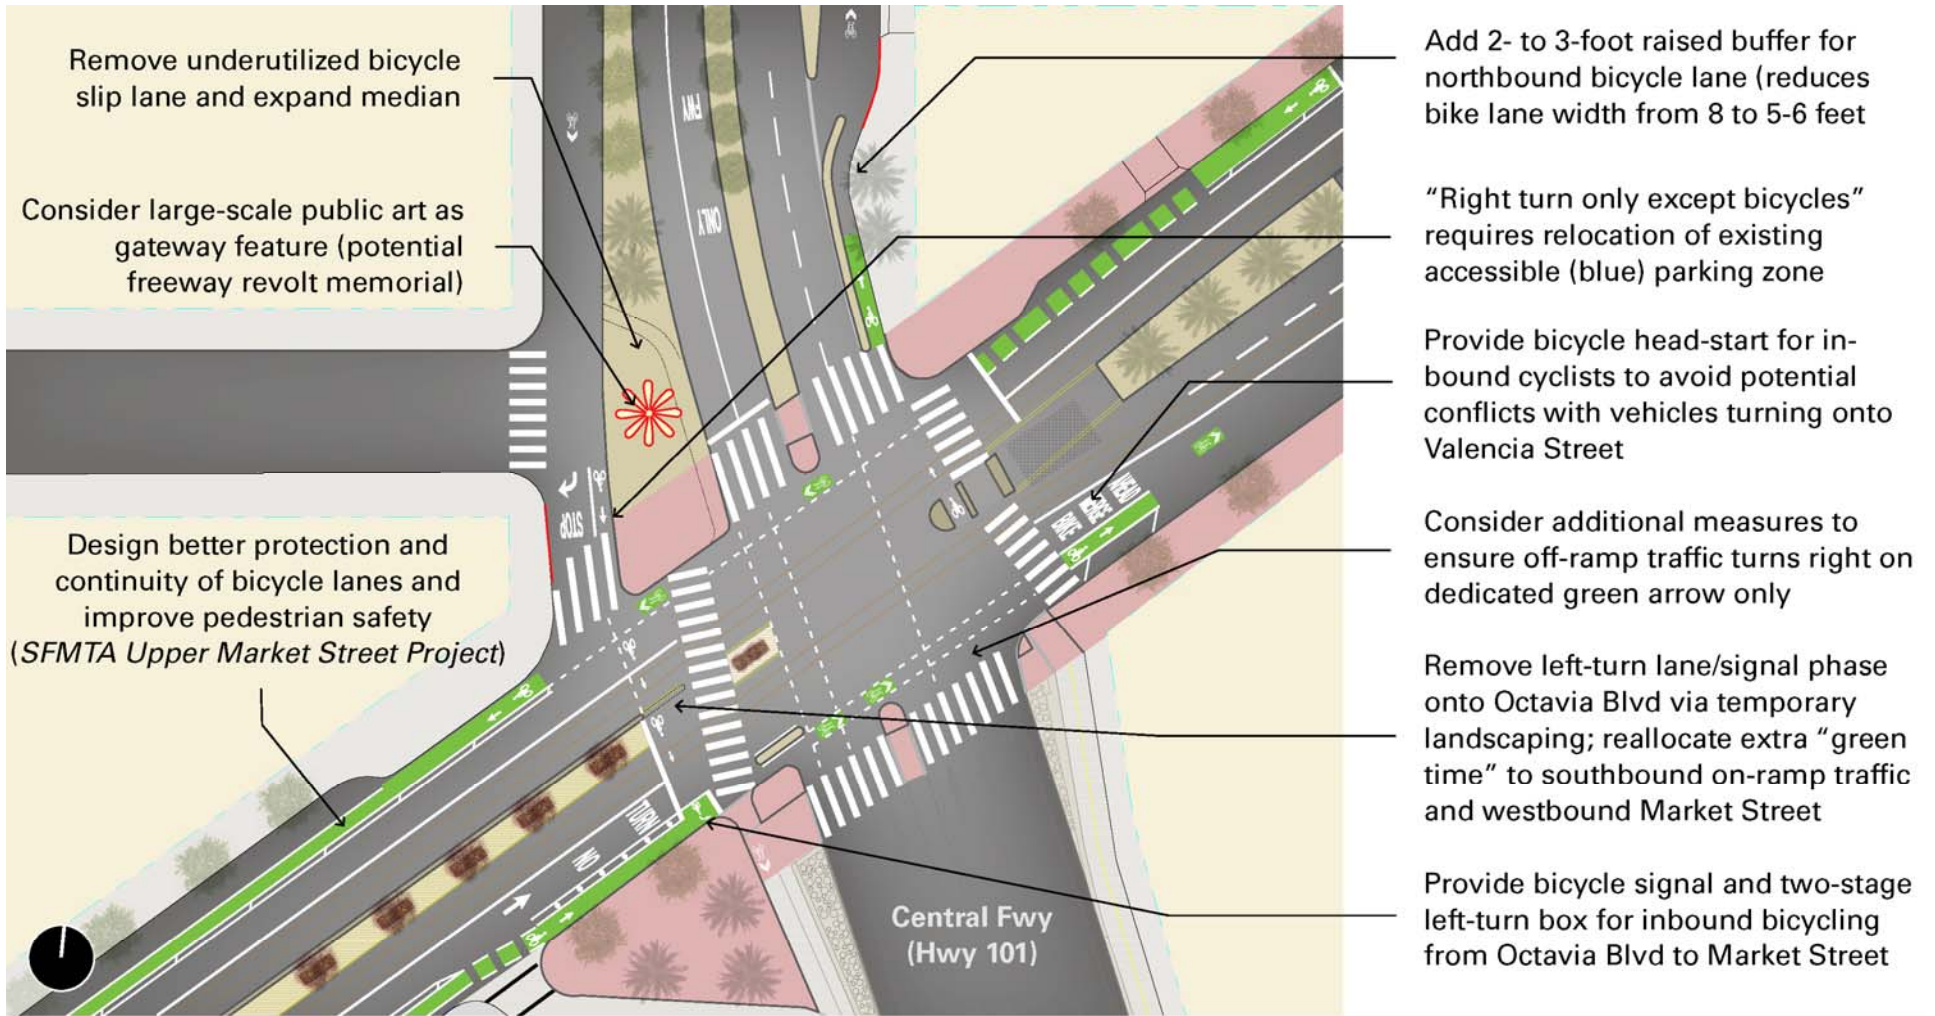 Remove underutilized bicycle
slip lane and expand median
Consider large-scale public art as
gateway feature (potential
freeway revolt memorial)
Design better protection and
continuity of bicycle lanes and
improve pedestrian safety
(SFMTA Upper Market Street Project)
FWY
ONLY
STOP
BIKE
MERGE
AHEAD
TURN
NO
Central Fwy
(Hwy 101)
Add 2- to 3-foot raised buffer for
northbound bicycle lane (reduces
bike lane width from 8 to 5-6 feet
“Right turn only except bicycles”
requires relocation of existing
accessible (blue) parking zone
Provide bicycle head-start for in-
bound cyclists to avoid potential
conflicts with vehicles turning onto
Valencia Street
Consider additional measures to
ensure off-ramp traffic turns right on
dedicated green arrow only
Remove left-turn lane/signal phase
onto Octavia Blvd via temporary
landscaping; reallocate extra “green
time” to southbound on-ramp traffic
and westbound Market Street
Provide bicycle signal and two-stage
left-turn box for inbound bicycling
from Octavia Blvd to Market Street